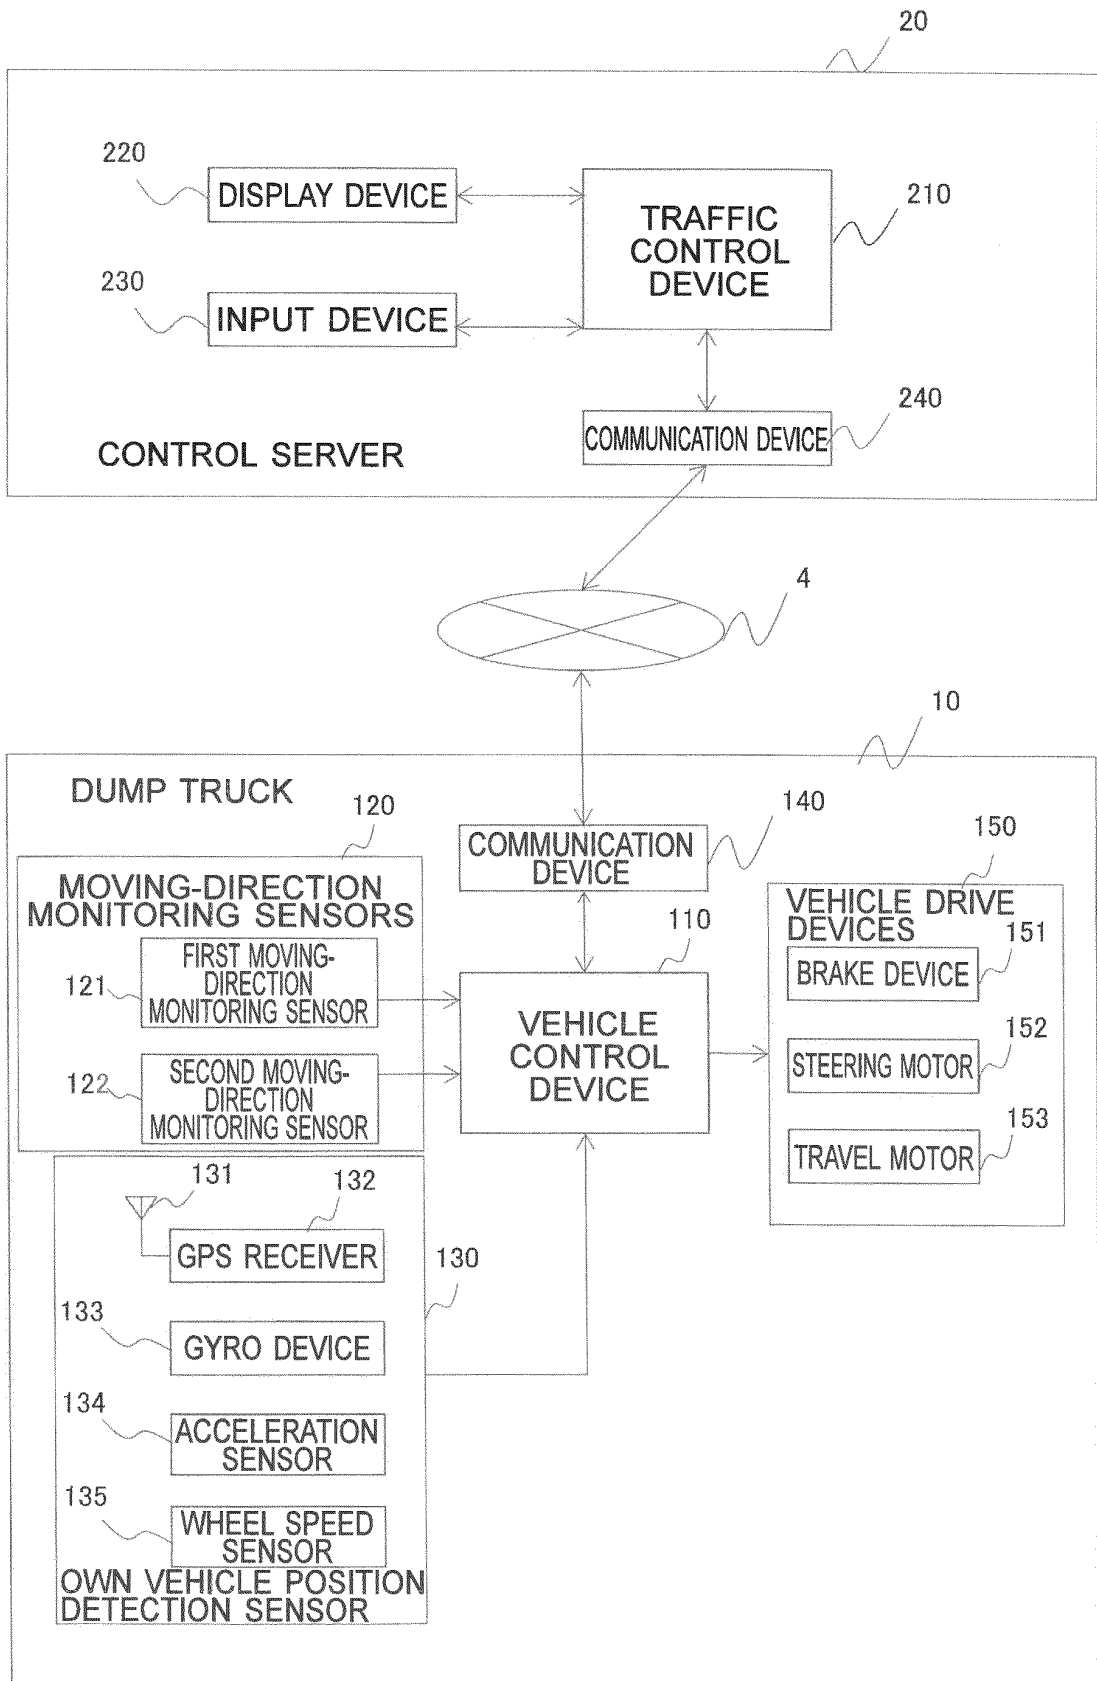 20
220
DISPLAY DEVICE
TRAFFIC
CONTROL
DEVICE
210
230
INPUT DEVICE
240
COMMUNICATION DEVICE
CONTROL SERVER
4
10
DUMP TRUCK
120
140
150
MOVING-DIRECTION
MONITORING SENSORS
COMMUNICATION
DEVICE
VEHICLE DRIVE
DEVICES
110
151
FIRST MOVING-
DIRECTION
MONITORING SENSOR
121
BRAKE DEVICE
VEHICLE
CONTROL
DEVICE
152
STEERING MOTOR
SECOND MOVING-
DIRECTION
MONITORING SENSOR
122
153
TRAVEL MOTOR
131
132
GPS RECEIVER
130
133
GYRO DEVICE
134
ACCELERATION
SENSOR
135
WHEEL SPEED
SENSOR
OWN VEHICLE POSITION
DETECTION SENSOR